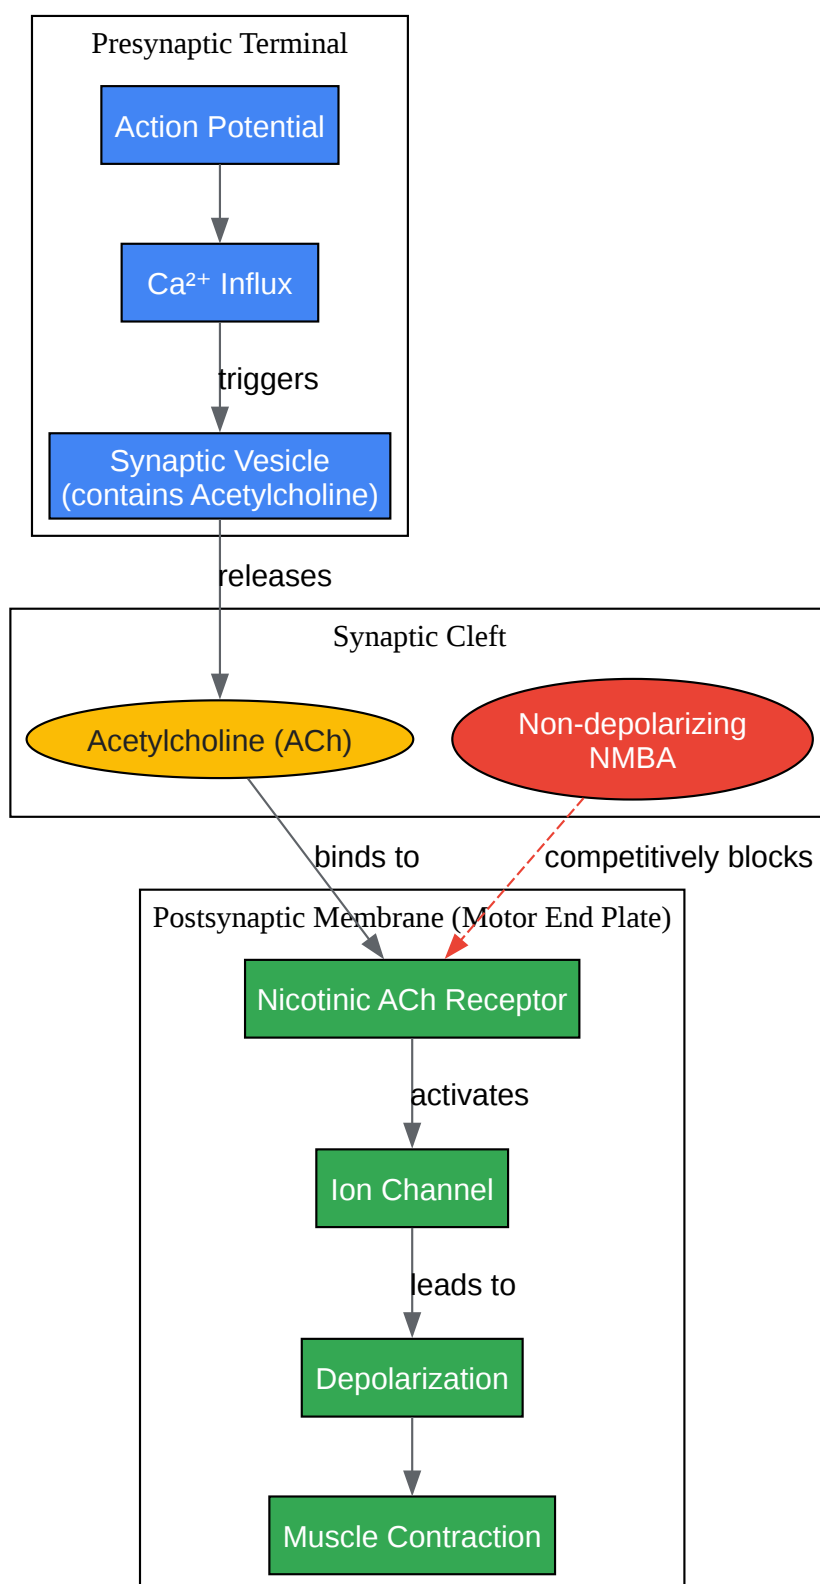 Presynaptic Terminal
Action Potential
Ca²⁺ Influx
triggers
Synaptic Vesicle
(contains Acetylcholine)
releases
Synaptic Cleft
Acetylcholine (ACh)
Non-depolarizing
NMBA
binds to
competitively blocks
Postsynaptic Membrane (Motor End Plate)
Nicotinic ACh Receptor
activates
Ion Channel
leads to
Depolarization
Muscle Contraction